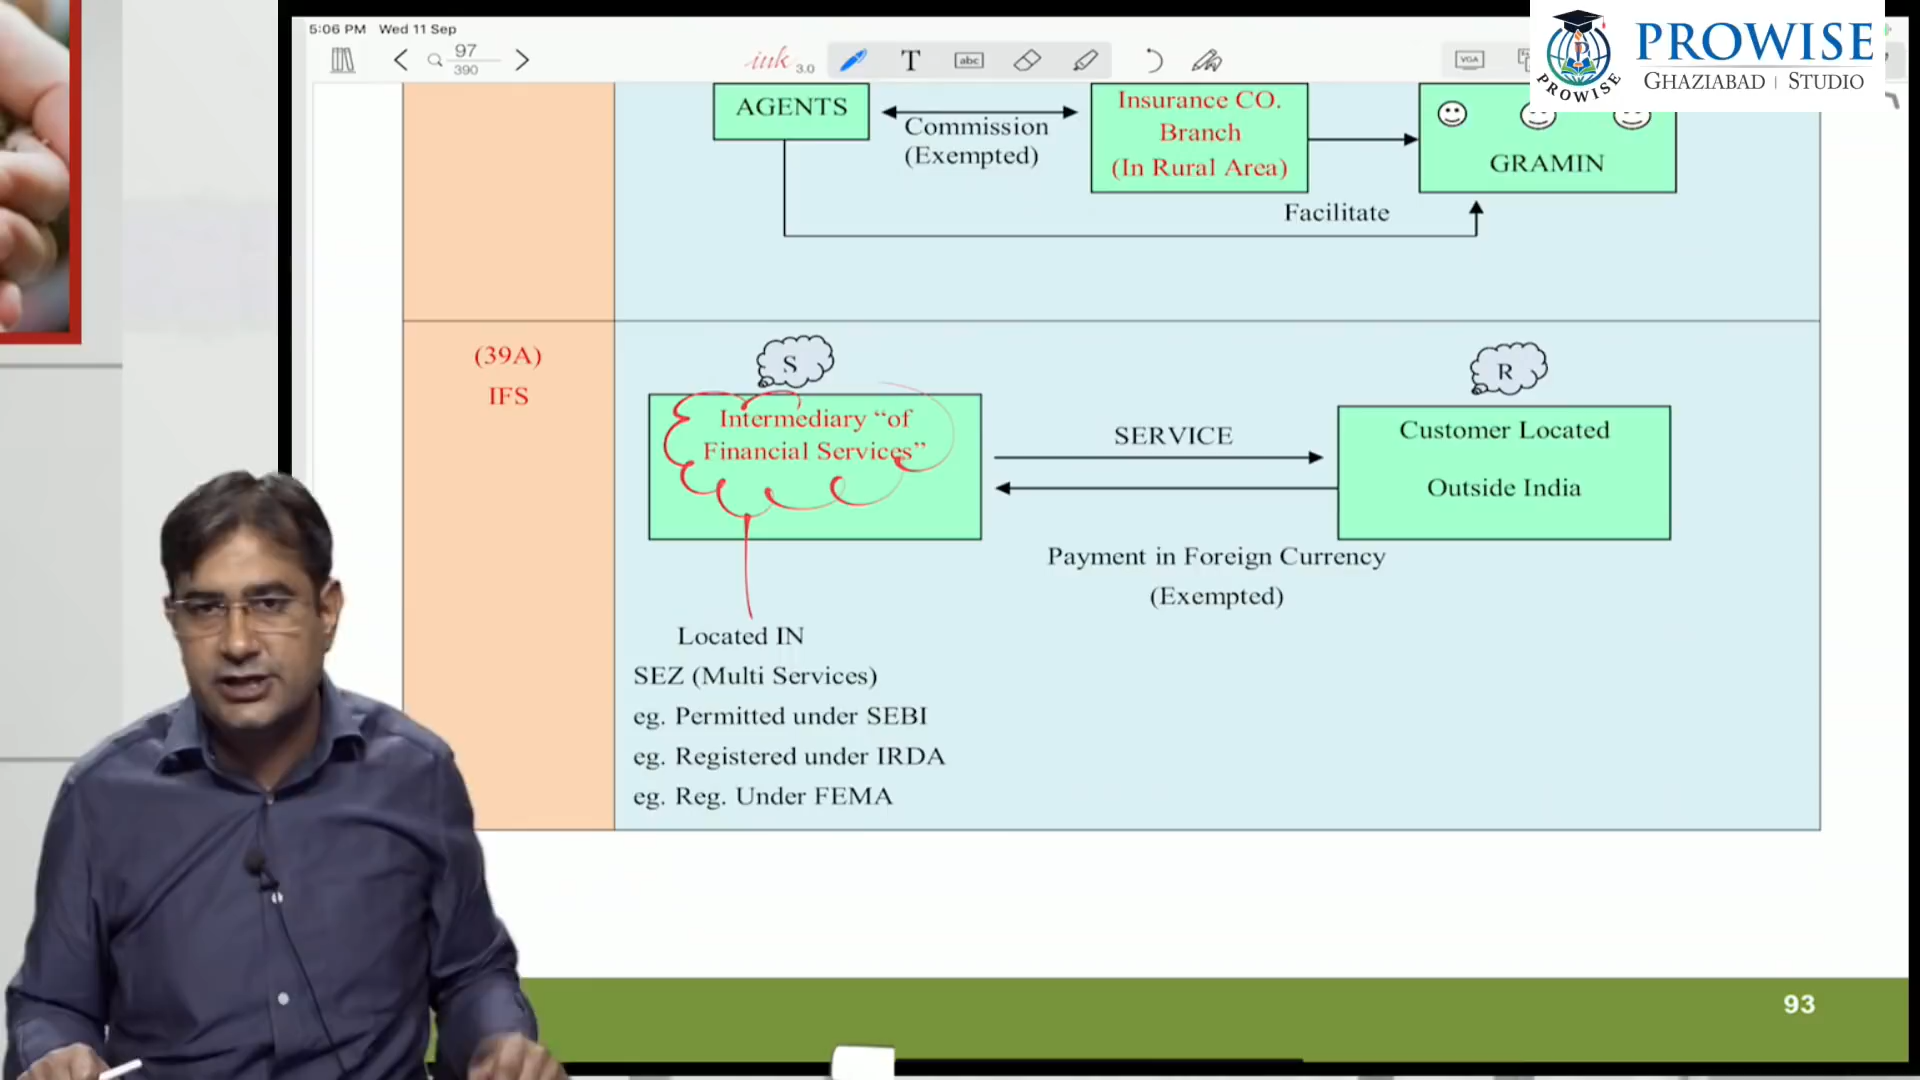 5:06 PM Wed 11 Sep
PROWISE
GHAZIABAD | STUDIO
PROWISE
97
390
ink 3.0
T
abc
VGA
AGENTS
Commission
(Exempted)
Insurance CO.
Branch
(In Rural Area)
GRAMIN
Facilitate
(39A)
IFS
S
Intermediary “of
Financial Services”
SERVICE
R
Customer Located
Outside India
Payment in Foreign Currency
(Exempted)
Located IN
SEZ (Multi Services)
eg. Permitted under SEBI
eg. Registered under IRDA
eg. Reg. Under FEMA
93